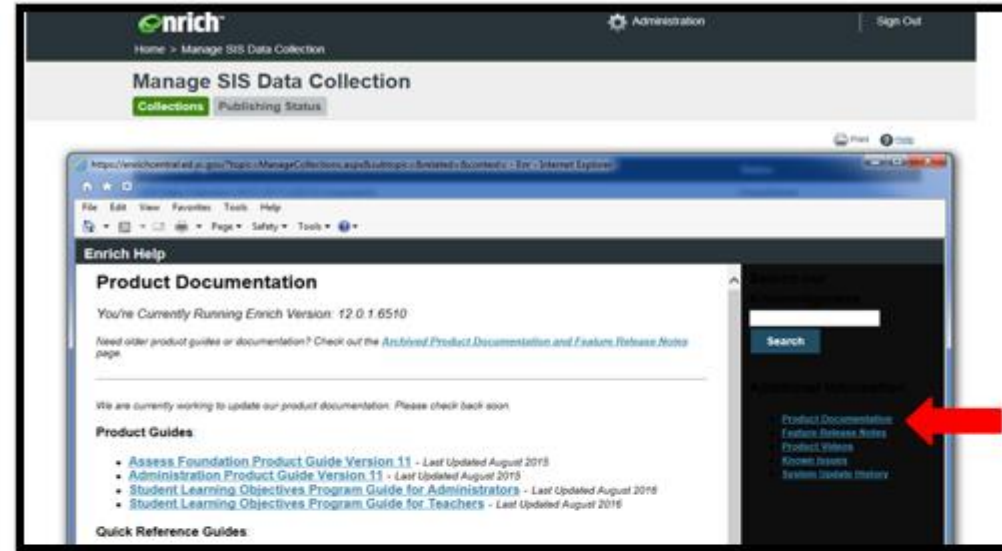 enrich
Administration
Sign Out
Home > Manage SIS Data Collection
Manage SIS Data Collection
Collections
Publishing Status
Print
Help
File Edit View Favorites Tools Help
Page Safety Tools
Enrich Help
Product Documentation
You're Currently Running Enrich Version: 12.0.1.6510
Need older product guides or documentation? Check out the Archived Product Documentation and Feature Release Notes
page.
We are currently working to update our product documentation. Please check back soon.
Product Guides:
Assess Foundation Product Guide Version 11 - Last Updated August 2015
Administration Product Guide Version 11 - Last Updated August 2015
Student Learning Objectives Program Guide for Administrators - Last Updated August 2016
Student Learning Objectives Program Guide for Teachers - Last Updated August 2016
Quick Reference Guides:
Search
Additional Information
Product Documentation
Feature Release Notes
Product Videos
Known Issues
System Update History